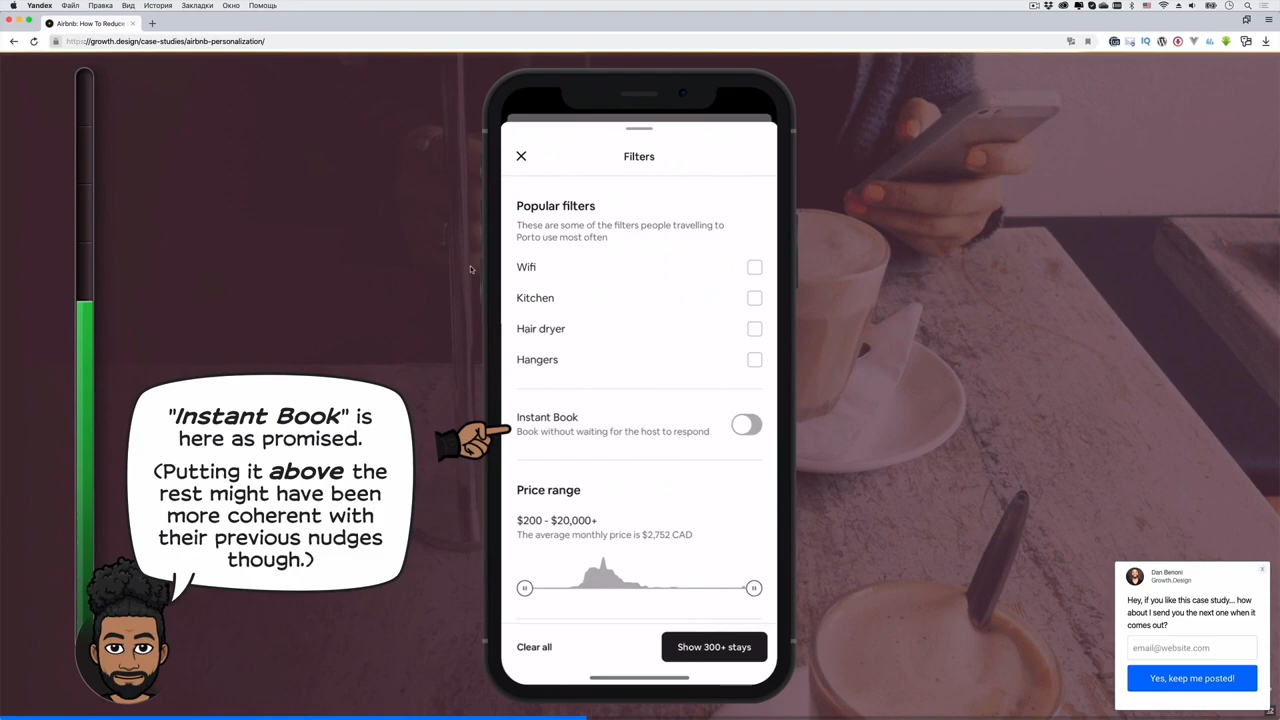 Yandex Файл Правка Вид История Закладки Окно Помощь
Airbnb: How To Reduce
https://growth.design/case-studies/airbnb-personalization/
Filters
Popular filters
These are some of the filters people travelling to
Porto use most often
Wifi
Kitchen
Hair dryer
Hangers
Instant Book
Book without waiting for the host to respond
Price range
$200 - $20,000+
The average monthly price is $2,752 CAD
Clear all
Show 300+ stays
"Instant Book" is
here as promised.
(Putting it above the
rest might have been
more coherent with
their previous nudges
though.)
Dan Benoni
Growth.Design
x
Hey, if you like this case study... how
about I send you the next one when it
comes out?
email@website.com
Yes, keep me posted!